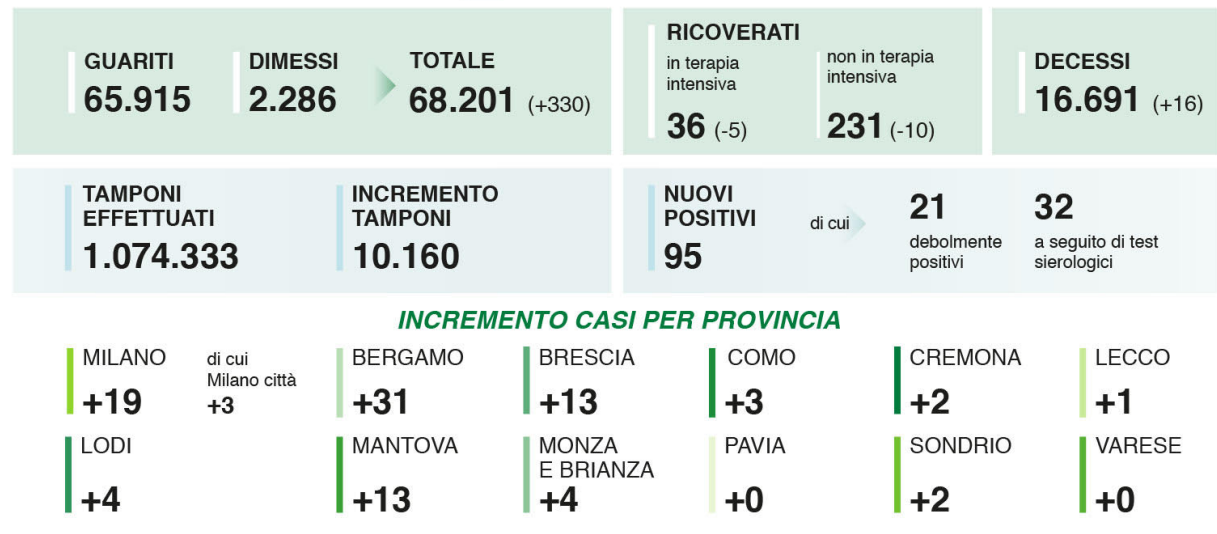 GUARITI
65.915
DIMESSI
2.286
TOTALE
68.201 (+330)
RICOVERATI
in terapia
intensiva
36 (-5)
non in terapia
intensiva
231 (-10)
DECESSI
16.691 (+16)
TAMPONI
EFFETTUATI
1.074.333
INCREMENTO
TAMPONI
10.160
NUOVI
POSITIVI
95
di cui
21
debolmente
positivi
32
a seguito di test
sierologici
INCREMENTO CASI PER PROVINCIA
MILANO
+19
di cui
Milano città
+3
BERGAMO
+31
BRESCIA
+13
COMO
+3
CREMONA
+2
LECCO
+1
LODI
+4
MANTOVA
+13
MONZA
E BRIANZA
+4
PAVIA
+0
SONDRIO
+2
VARESE
+0